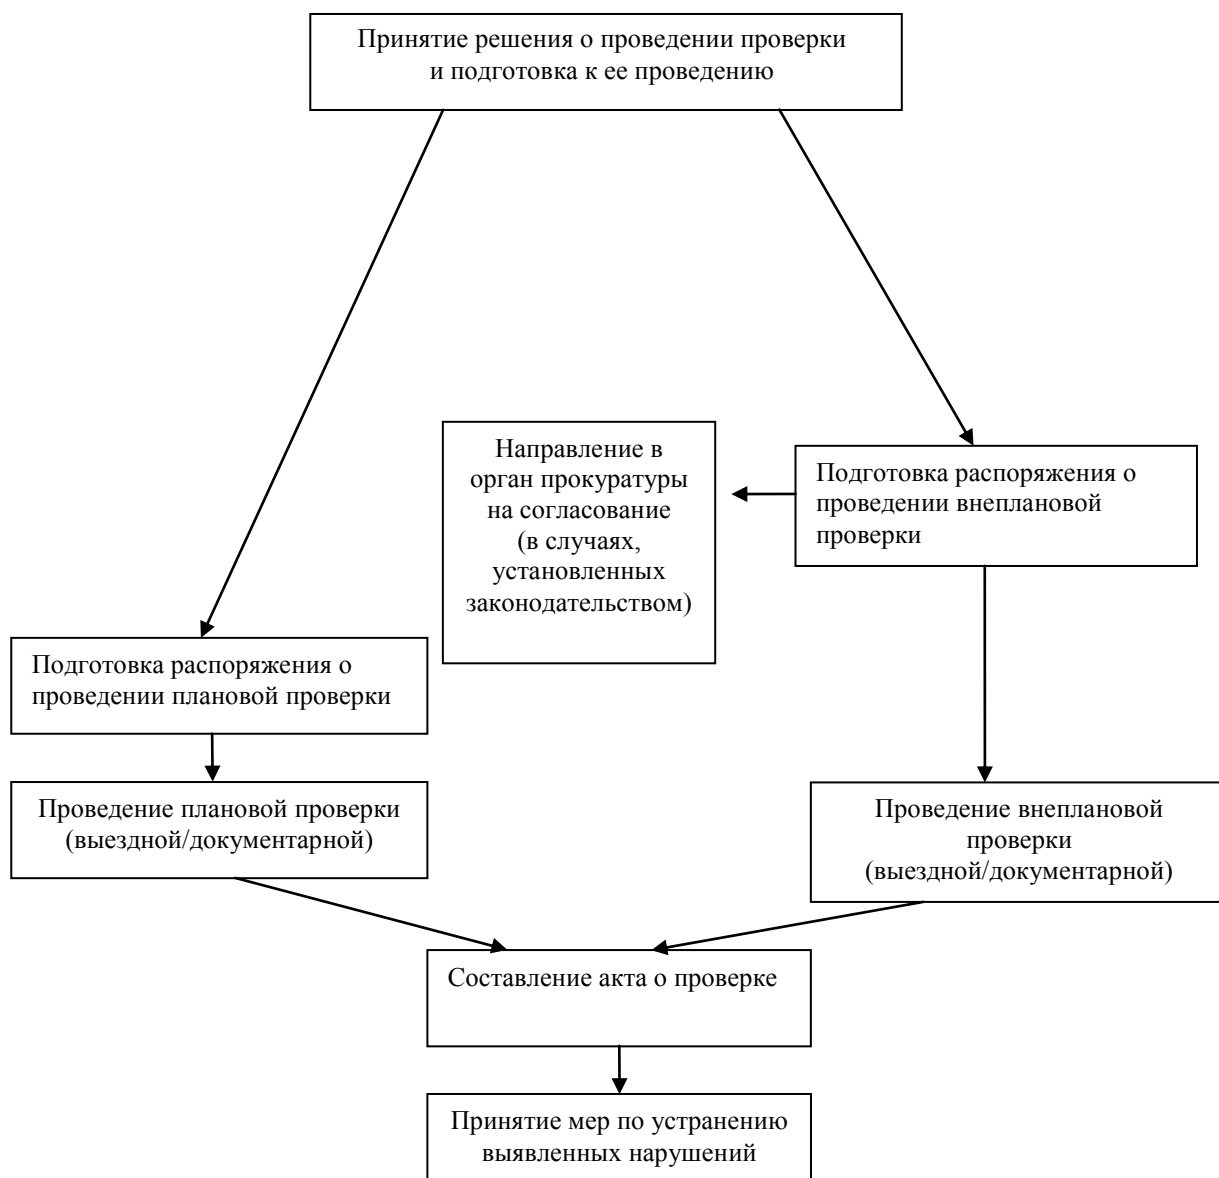 Принятие решения о проведении проверки
и подготовка к ее проведению
Направление в
орган прокуратуры
на согласование
(в случаях,
установленных
законодательством)
Подготовка распоряжения о
проведении внеплановой
проверки
Подготовка распоряжения о
проведении плановой проверки
Проведение плановой проверки
(выездной/документарной)
Проведение внеплановой
проверки
(выездной/документарной)
Составление акта о проверке
Принятие мер по устранению
выявленных нарушений